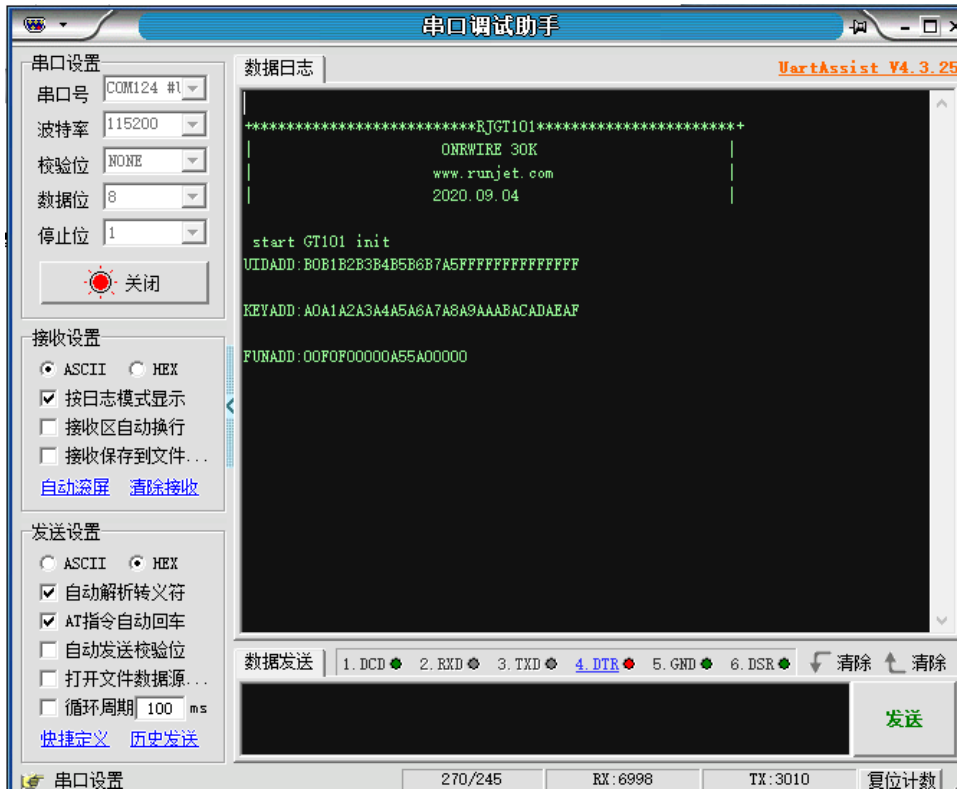 串口调试助手
串口设置
串口号 COM124 #U
波特率 115200
校验位 NONE
数据位 8
停止位 1
关闭
接收设置
ASCII HEX
按日志模式显示
接收区自动换行
接收保存到文件...
自动滚屏 清除接收
发送设置
ASCII HEX
自动解析转义符
AT指令自动回车
自动发送校验位
打开文件数据源...
循环周期 100 ms
快捷定义 历史发送
数据日志 UartAssist V4.3.25
+**************************RJGT101***********************+
| ONRWIRE 30K |
| www.runjet.com |
| 2020.09.04 |
start GT101 init
UIDADD:B0B1B2B3B4B5B6B7A5FFFFFFFFFFFFFF
KEYADD:A0A1A2A3A4A5A6A7A8A9AAABACADAEAF
FUNADD:00F0F00000A55A00000
数据发送 1.DCD 2.RXD 3.TXD 4.DTR 5.GND 6.DSR 清除 清除
发送
串口设置 270/245 RX:6998 TX:3010 复位计数